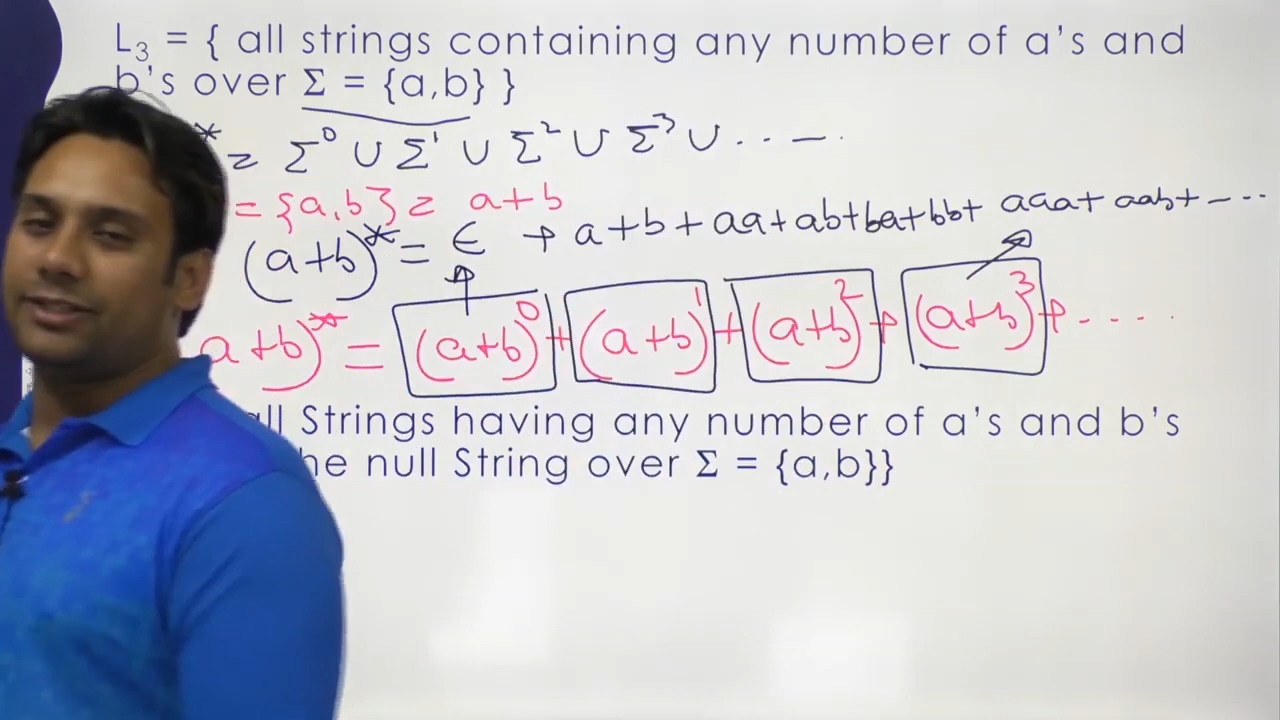 L₃ = { all strings containing any number of a's and
b's over Σ = {a,b} }
* = Σ⁰ ∪ Σ¹ ∪ Σ² ∪ Σ³ ∪ ...—.
= {a,b} = a+b
(a+b)* = ϵ + a+b+aa+ab+ba+bb+ aaa+ aab+ —...
a+b)* = (a+b)⁰+(a+b)¹+(a+b)²+(a+b)³+.....
all Strings having any number of a's and b's
he null String over Σ = {a,b}}